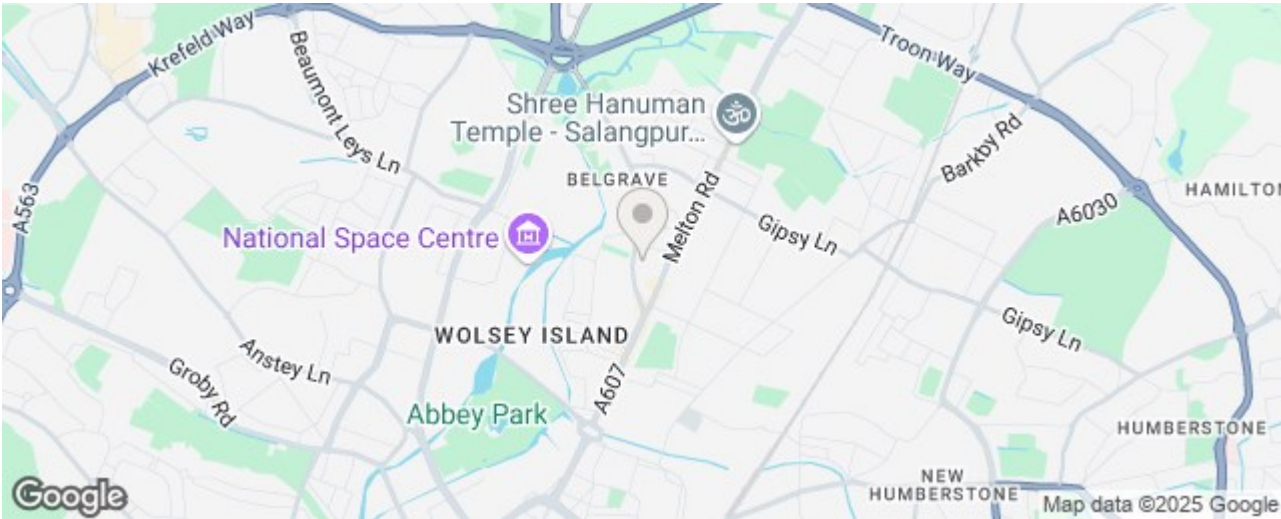 Krefeld Way
Beaumont Leys Ln
Troon Way
Shree Hanuman
Temple - Salangpur...
ॐ
Barkby Rd
BELGRAVE
A563
HAMILTON
A6030
Melton Rd
Gipsy Ln
National Space Centre
WOLSEY ISLAND
Gipsy Ln
Anstey Ln
Groby Rd
A607
Abbey Park
HUMBERSTONE
NEW
HUMBERSTONE
Google
Map data ©2025 Google